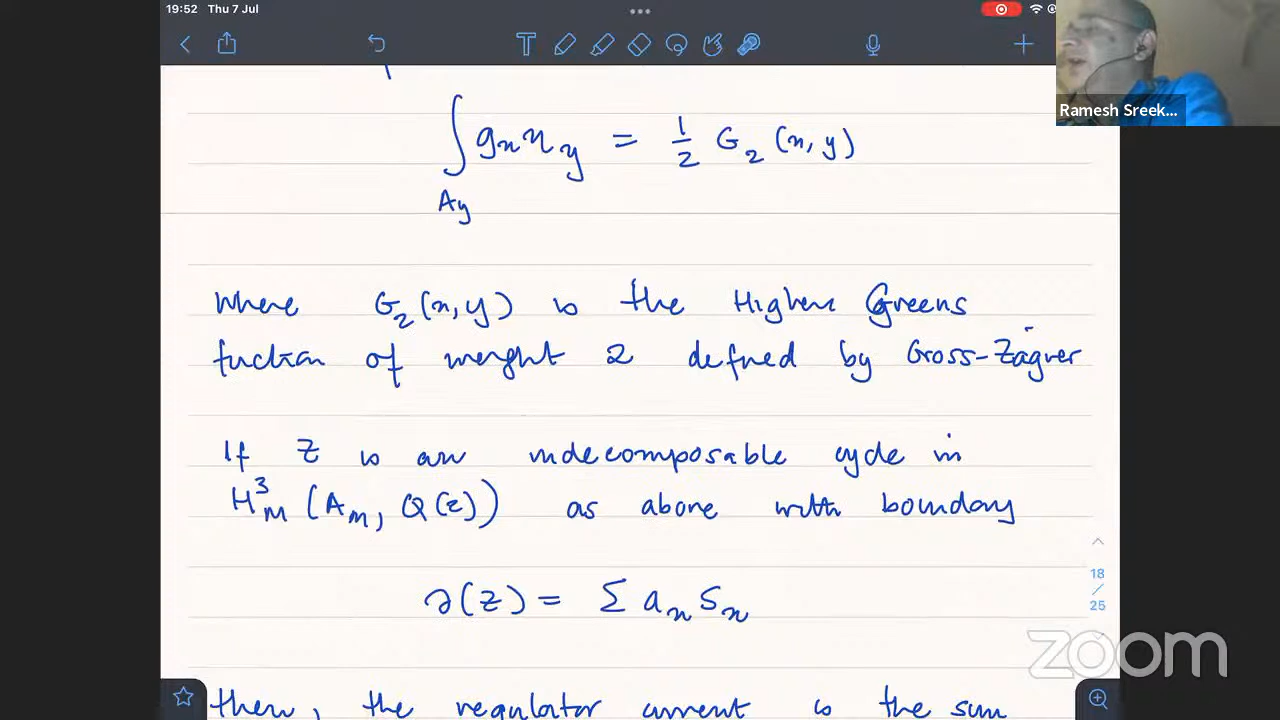 19:52 Thu 7 Jul
Ramesh Sreek...
∫_{Ay} g_x η_y = 1/2 G_2 (x, y)
Where G_2 (x, y) is the Higher Greens
fuction of weight 2 defined by Gross-Zagier
If Z is an indecomposable cycle in
H^3_M (A_M, Q(2)) as above with boundary
∂(Z) = Σ a_x S_x
then, the regulator current is the sum
18
/
25
zoom